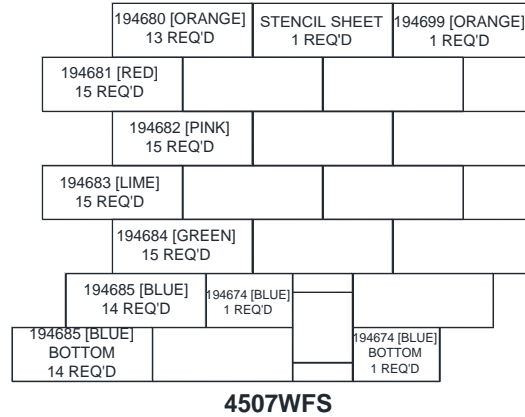 194680 [ORANGE]
13 REQ'D
STENCIL SHEET
1 REQ'D
194699 [ORANGE]
1 REQ'D
194681 [RED]
15 REQ'D
194682 [PINK]
15 REQ'D
194683 [LIME]
15 REQ'D
194684 [GREEN]
15 REQ'D
194685 [BLUE]
14 REQ'D
194674 [BLUE]
1 REQ'D
194685 [BLUE]
BOTTOM
14 REQ'D
194674 [BLUE]
BOTTOM
1 REQ'D
4507WFS